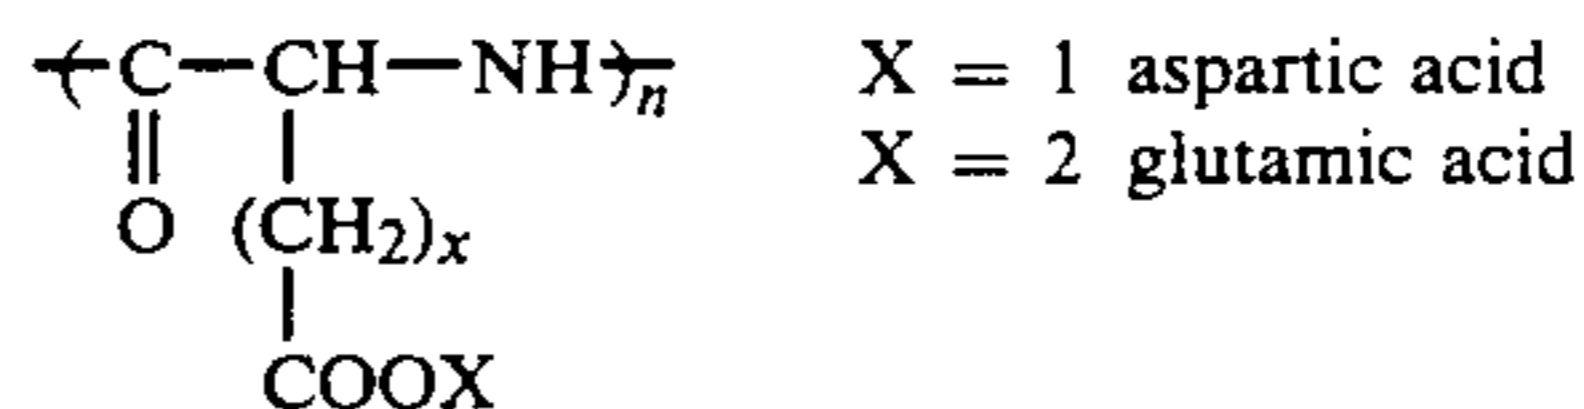 (C—CH—NH)n X = 1 aspartic acid
X = 2 glutamic acid
O (CH2)x
COOX